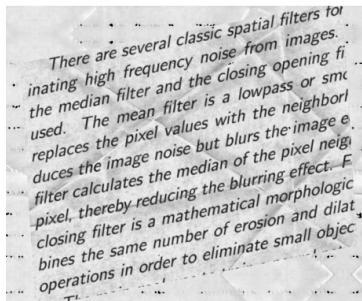 There are several classic spatial filters for
inating high frequency noise from images.
the median filter and the closing opening fi
used. The mean filter is a lowpass or smo
replaces the pixel values with the neighborh
duces the image noise but blurs the image e
filter calculates the median of the pixel neig
pixel, thereby reducing the blurring effect. F
closing filter is a mathematical morphologic
bines the same number of erosion and dilat
operations in order to eliminate small objec